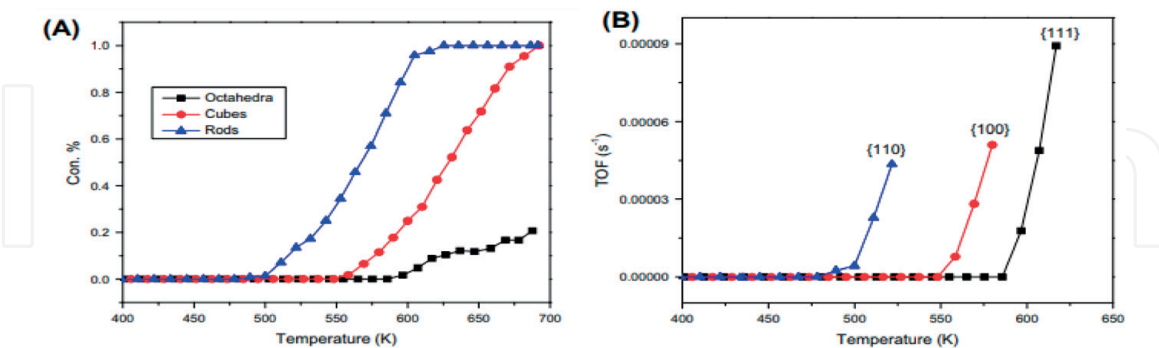 (A)
1.0
0.8
0.6
0.4
0.2
0.0
Con. %
Octahedra
Cubes
Rods
400 450 500 550 600 650 700
Temperature (K)
(B)
0.00009
0.00006
0.00003
0.00000
TOF (s⁻¹)
{111}
{100}
{110}
400 450 500 550 600 650
Temperature (K)